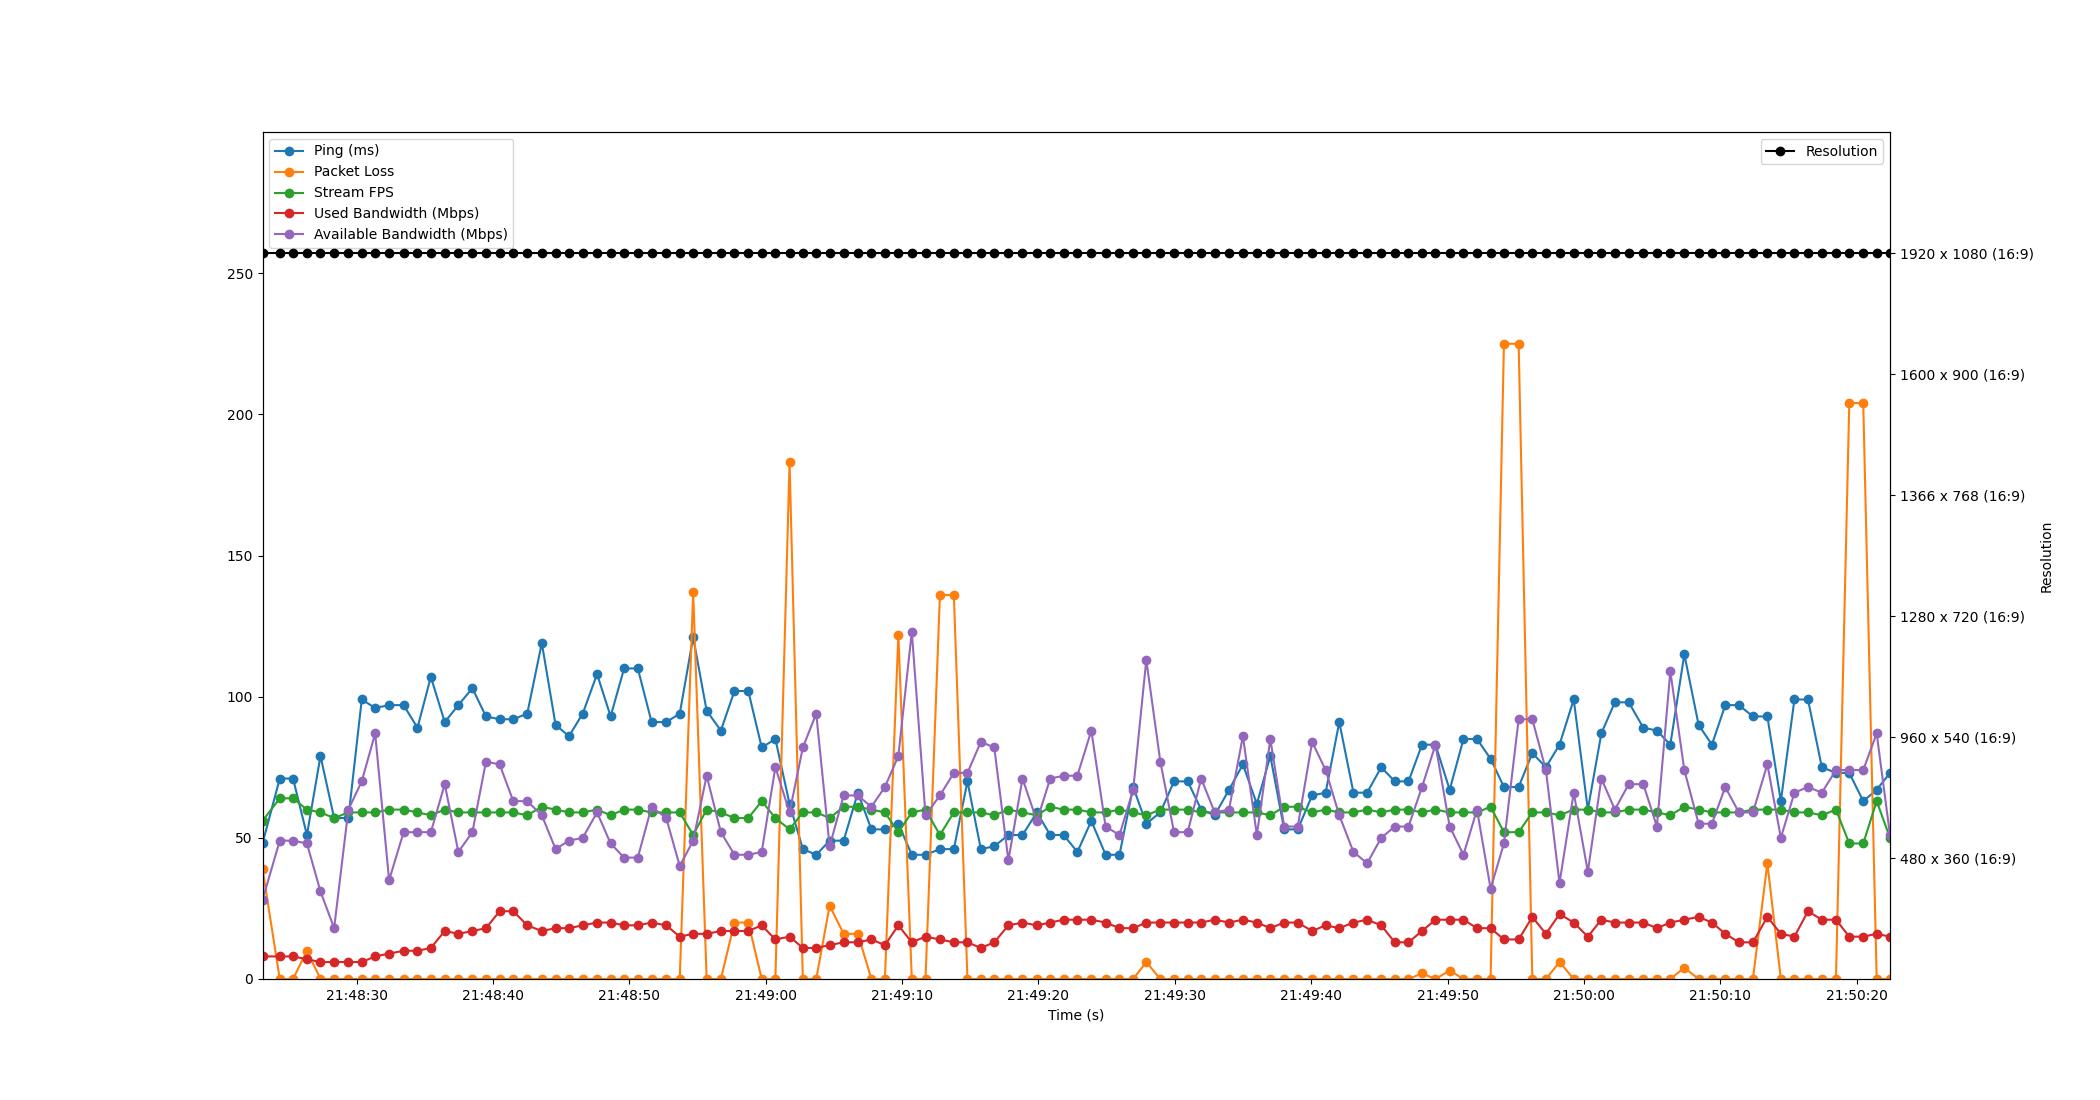 Ping (ms)
Packet Loss
Stream FPS
Used Bandwidth (Mbps)
Available Bandwidth (Mbps)
Resolution
250
200
150
100
50
0
1920 x 1080 (16:9)
1600 x 900 (16:9)
1366 x 768 (16:9)
1280 x 720 (16:9)
960 x 540 (16:9)
480 x 360 (16:9)
Resolution
21:48:30 21:48:40 21:48:50 21:49:00 21:49:10 21:49:20 21:49:30 21:49:40 21:49:50 21:50:00 21:50:10 21:50:20
Time (s)